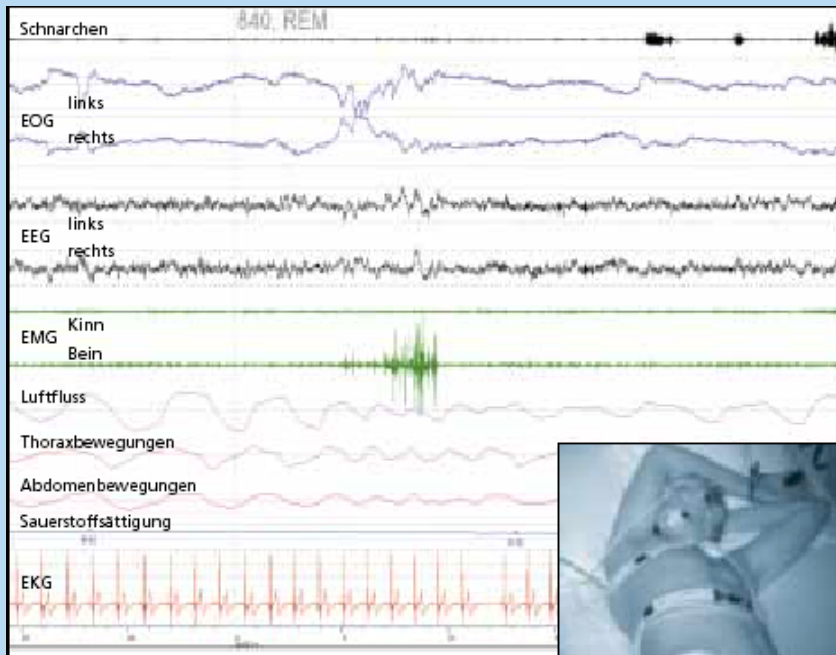 840, REM
Schnarchen
links
EOG
rechts
links
EEG
rechts
Kinn
EMG
Bein
Luftfluss
Thoraxbewegungen
Abdomenbewegungen
Sauerstoffsättigung
EKG